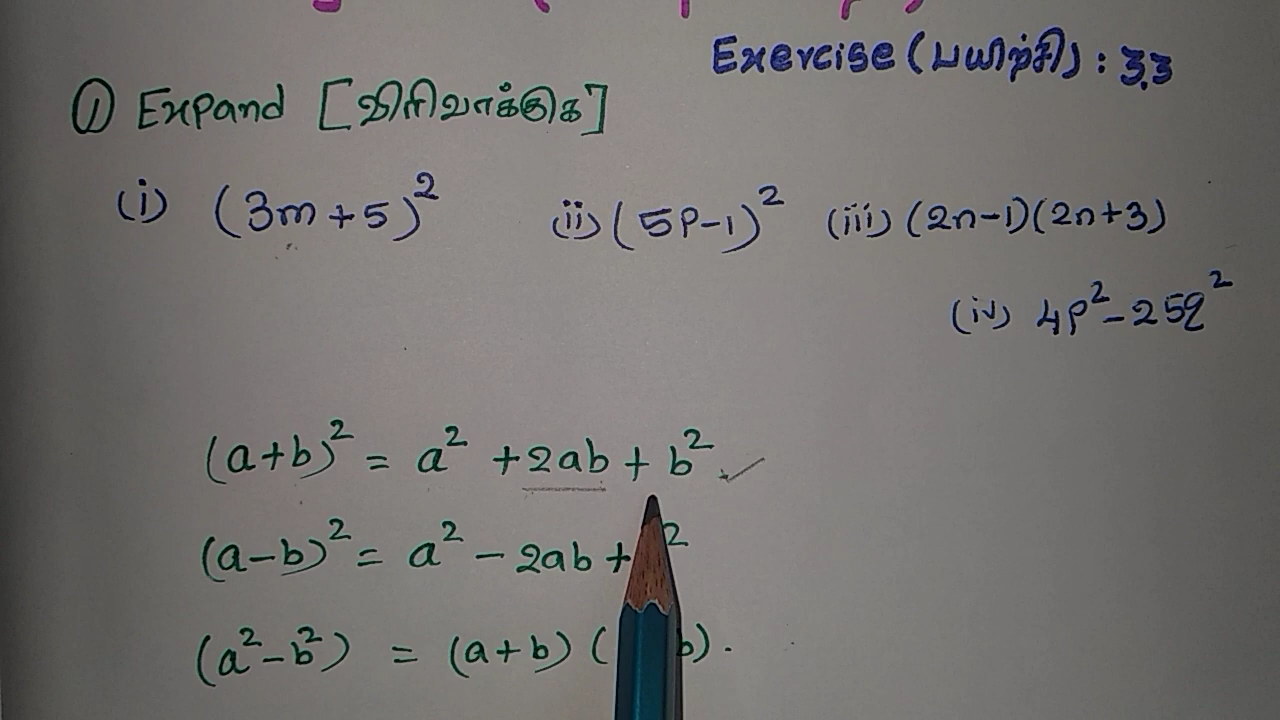 Exercise (பயிற்சி) : 3.3
① Expand [விரிவாக்குக]
(i) (3m+5)² (ii) (5p-1)² (iii) (2n-1)(2n+3)
(iv) 4p²-25q²
(a+b)² = a² + 2ab + b².
(a-b)² = a² - 2ab + ²
(a²-b²) = (a+b) ( b).